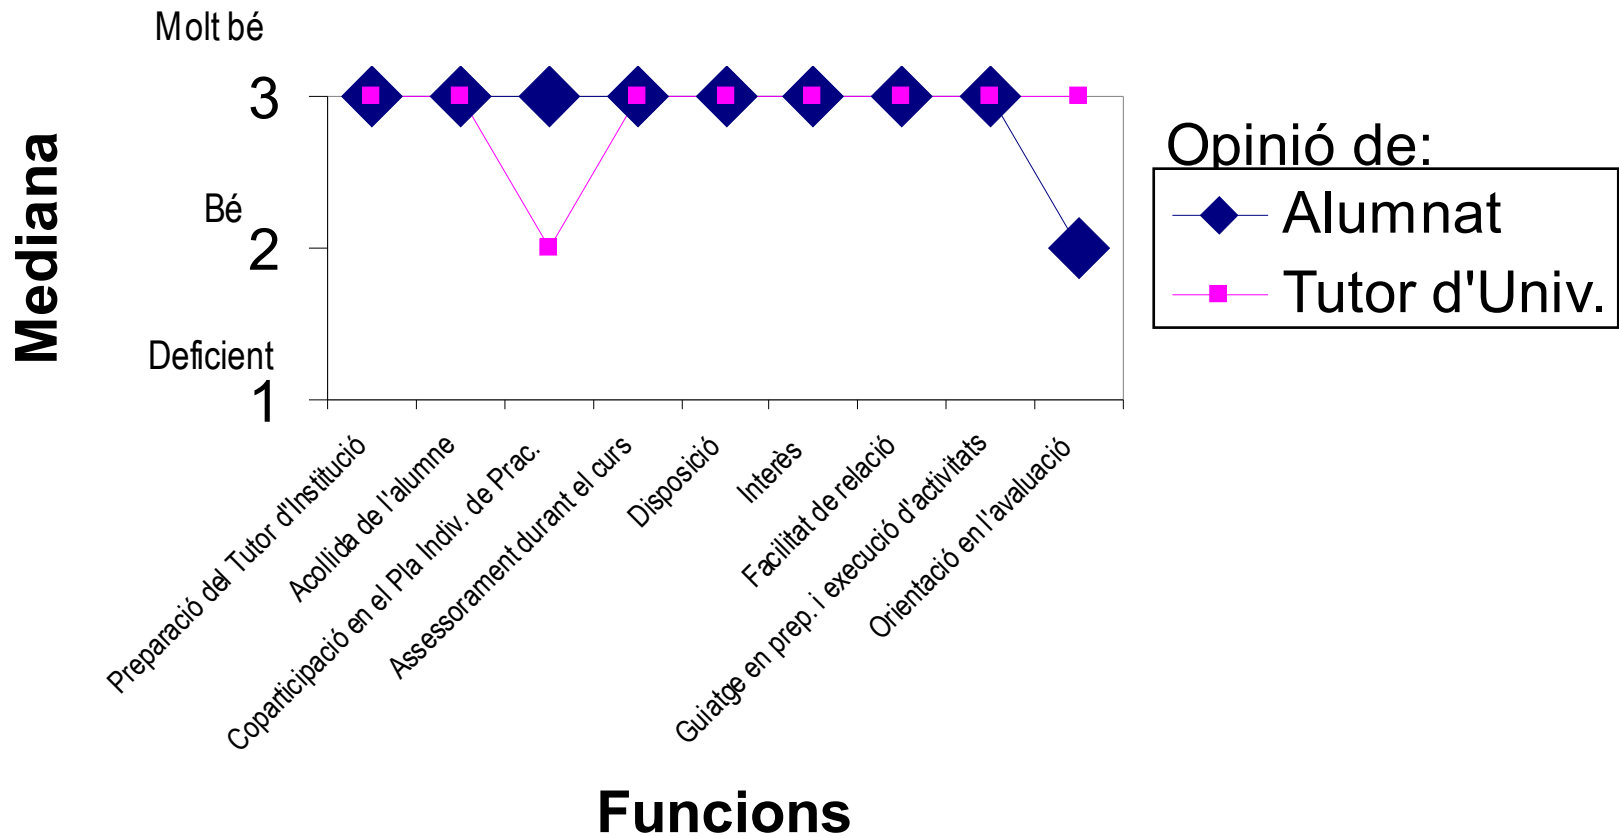 Molt bé
3
Bé
2
Deficient
1
Mediana
Preparació del Tutor d'Institució
Acollida de l'alumne
Coparticipació en el Pla Indiv. de Prac.
Assessorament durant el curs
Disposició
Interès
Facilitat de relació
Guiatge en prep. i execució d'activitats
Orientació en l'avaluació
Funcions
Opinió de:
Alumnat
Tutor d'Univ.